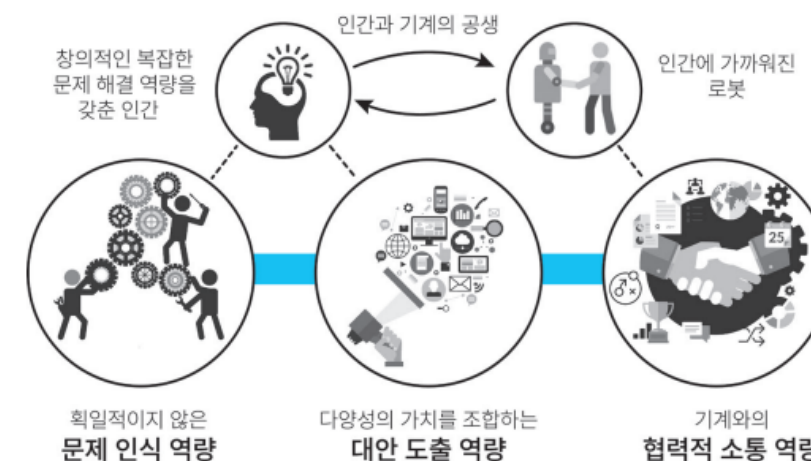 인간과 기계의 공생
창의적인 복잡한
문제 해결 역량을
갖춘 인간
인간에 가까워진
로봇
25
획일적이지 않은
문제 인식 역량
다양성의 가치를 조합하는
대안 도출 역량
기계와의
협력적 소통 역량